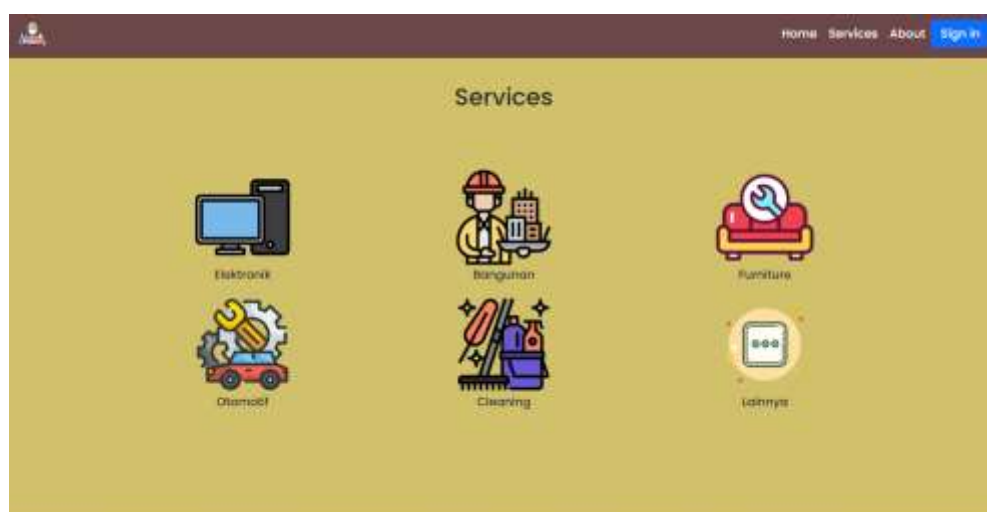 Home Services About Sign in
Services
Elektronik Bangunan Furniture
Otomotif Cleaning Lainnya